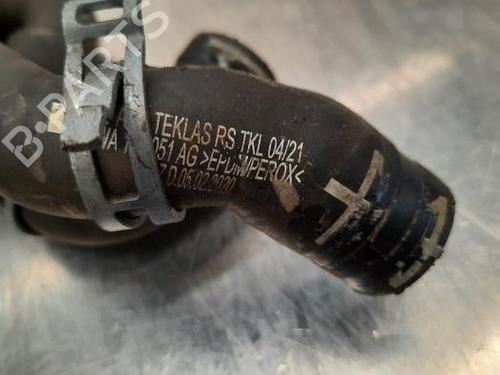 B-PARTS
TEKLAS RS TKL 04/21
051 AG >EPDM/PEROX<
D 05.02.2020